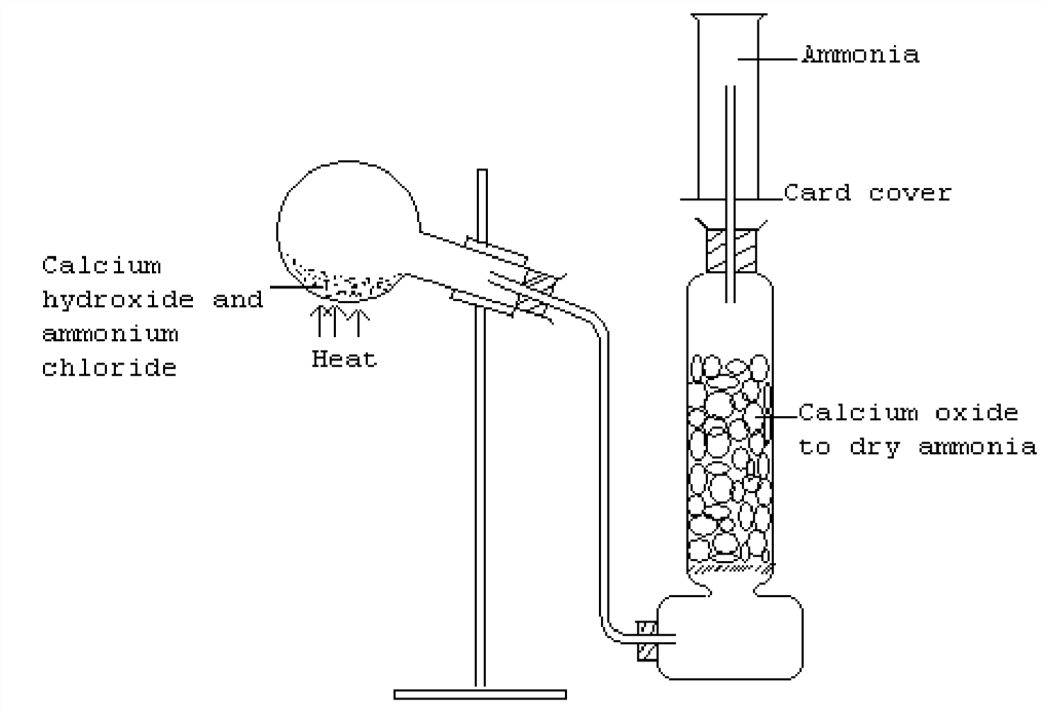 Ammonia
Card cover
Calcium
hydroxide and
ammonium
chloride
Heat
Calcium oxide
to dry ammonia